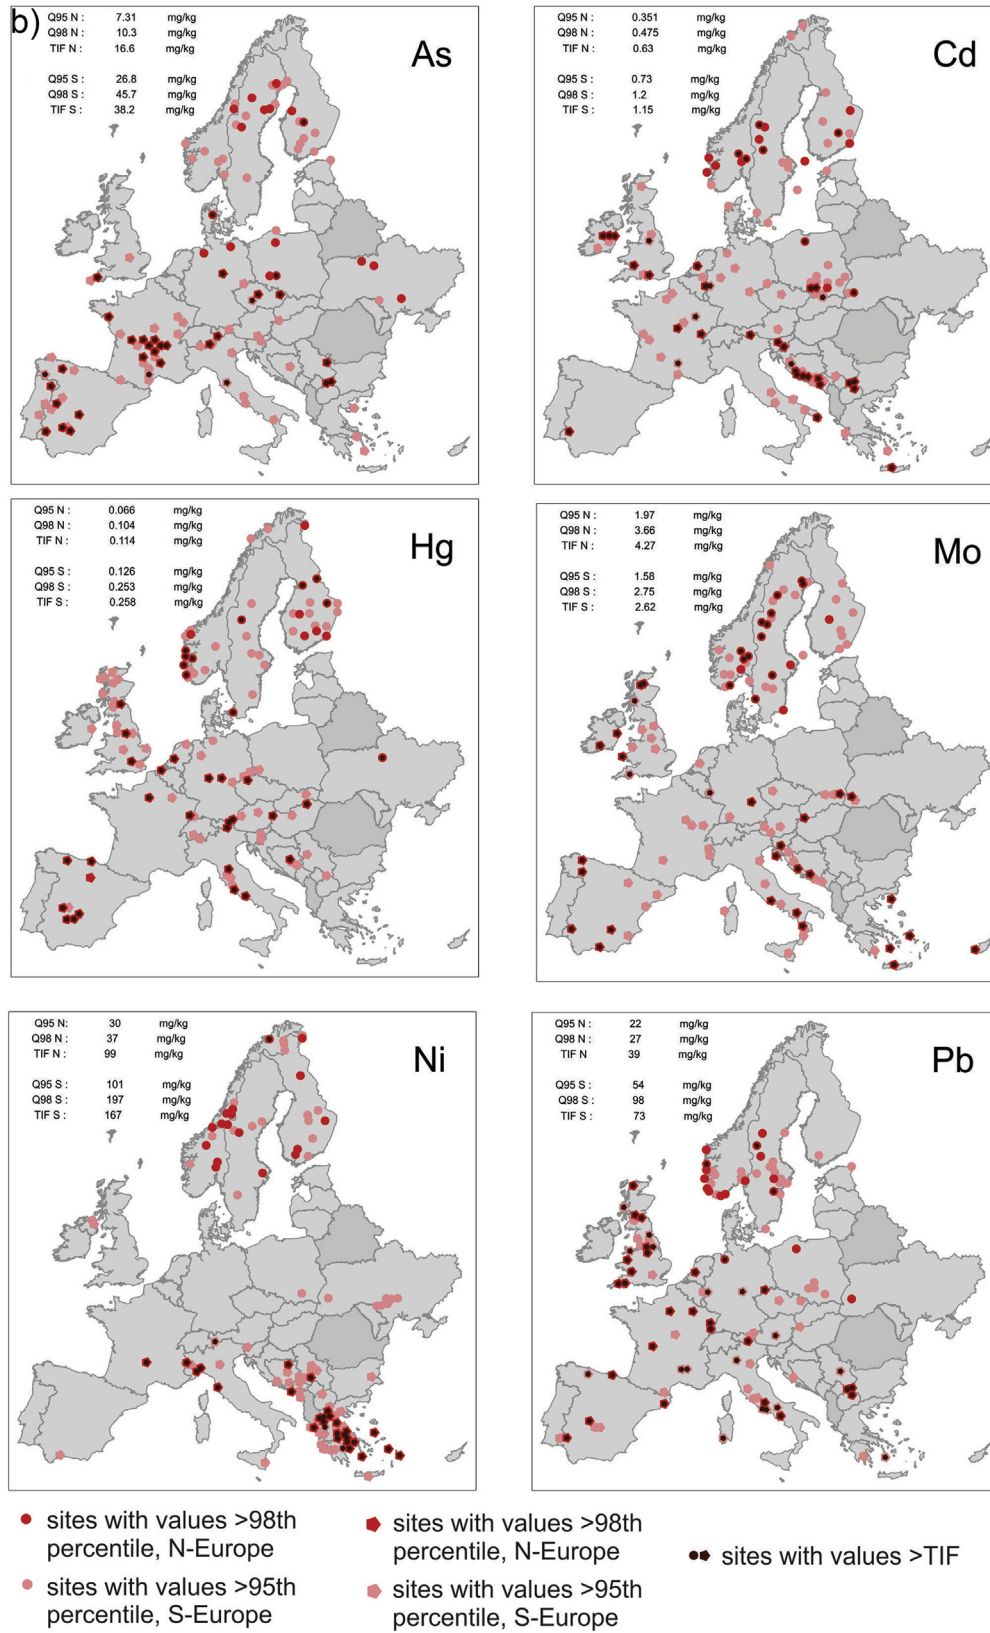 b)
Q95 N : 7.31 mg/kg
Q98 N : 10.3 mg/kg
TIF N : 16.6 mg/kg
Q95 S : 26.8 mg/kg
Q98 S : 45.7 mg/kg
TIF S : 38.2 mg/kg
As
Q95 N : 0.351 mg/kg
Q98 N : 0.475 mg/kg
TIF N : 0.63 mg/kg
Q95 S : 0.73 mg/kg
Q98 S : 1.2 mg/kg
TIF S : 1.15 mg/kg
Cd
Q95 N : 0.066 mg/kg
Q98 N : 0.104 mg/kg
TIF N : 0.114 mg/kg
Q95 S : 0.126 mg/kg
Q98 S : 0.253 mg/kg
TIF S : 0.258 mg/kg
Hg
Q95 N : 1.97 mg/kg
Q98 N : 3.66 mg/kg
TIF N : 4.27 mg/kg
Q95 S : 1.58 mg/kg
Q98 S : 2.75 mg/kg
TIF S : 2.62 mg/kg
Mo
Q95 N: 30 mg/kg
Q98 N : 37 mg/kg
TIF N : 99 mg/kg
Q95 S : 101 mg/kg
Q98 S : 197 mg/kg
TIF S : 167 mg/kg
Ni
Q95 N : 22 mg/kg
Q98 N : 27 mg/kg
TIF N 39 mg/kg
Q95 S : 54 mg/kg
Q98 S : 98 mg/kg
TIF S : 73 mg/kg
Pb
sites with values >98th
percentile, N-Europe
sites with values >95th
percentile, S-Europe
sites with values >98th
percentile, N-Europe
sites with values >95th
percentile, S-Europe
sites with values >TIF